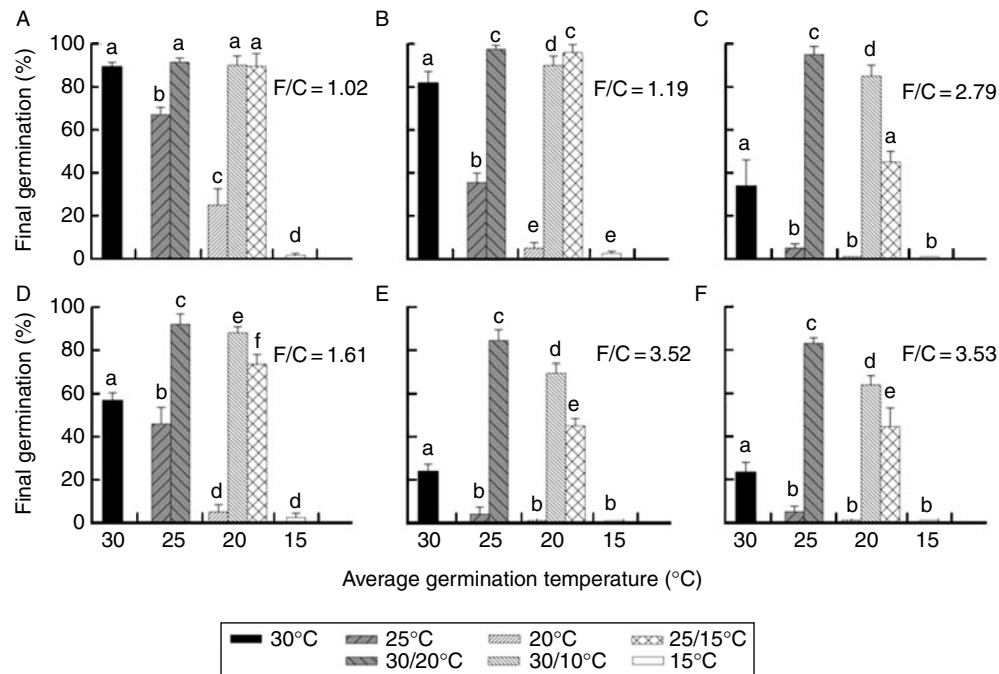 A
Final germination (%)
100
80
60
40
20
0
a
b
a
c
a
a
d
F/C = 1.02
B
a
b
c
e
d
c
e
F/C = 1.19
C
a
b
c
b
d
a
b
F/C = 2.79
D
Final germination (%)
100
80
60
40
20
0
a
b
c
d
e
f
d
F/C = 1.61
30 25 20 15
E
a
b
c
b
d
e
b
F/C = 3.52
30 25 20 15
F
a
b
c
b
d
e
b
F/C = 3.53
30 25 20 15
Average germination temperature (°C)
30°C 25°C 20°C 25/15°C
30/20°C 30/10°C 15°C